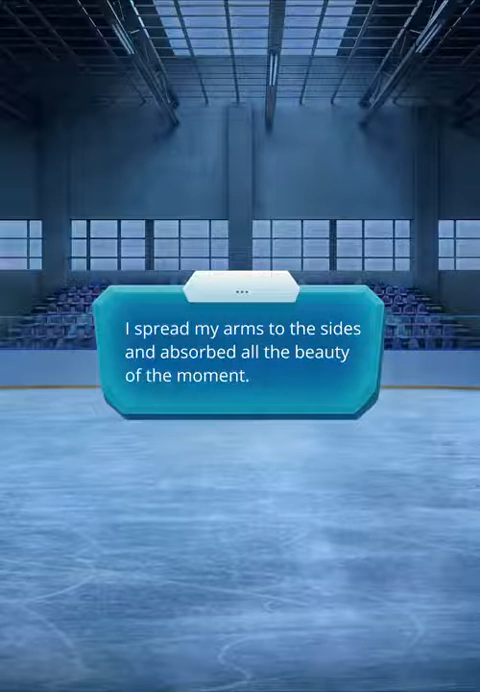 ...
I spread my arms to the sides
and absorbed all the beauty
of the moment.